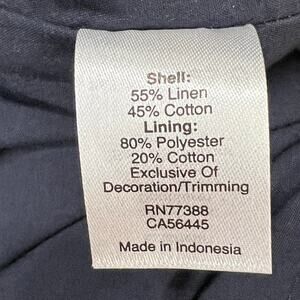 Shell:
55% Linen
45% Cotton
Lining:
80% Polyester
20% Cotton
Exclusive Of
Decoration/Trimming
RN77388
CA56445
Made in Indonesia